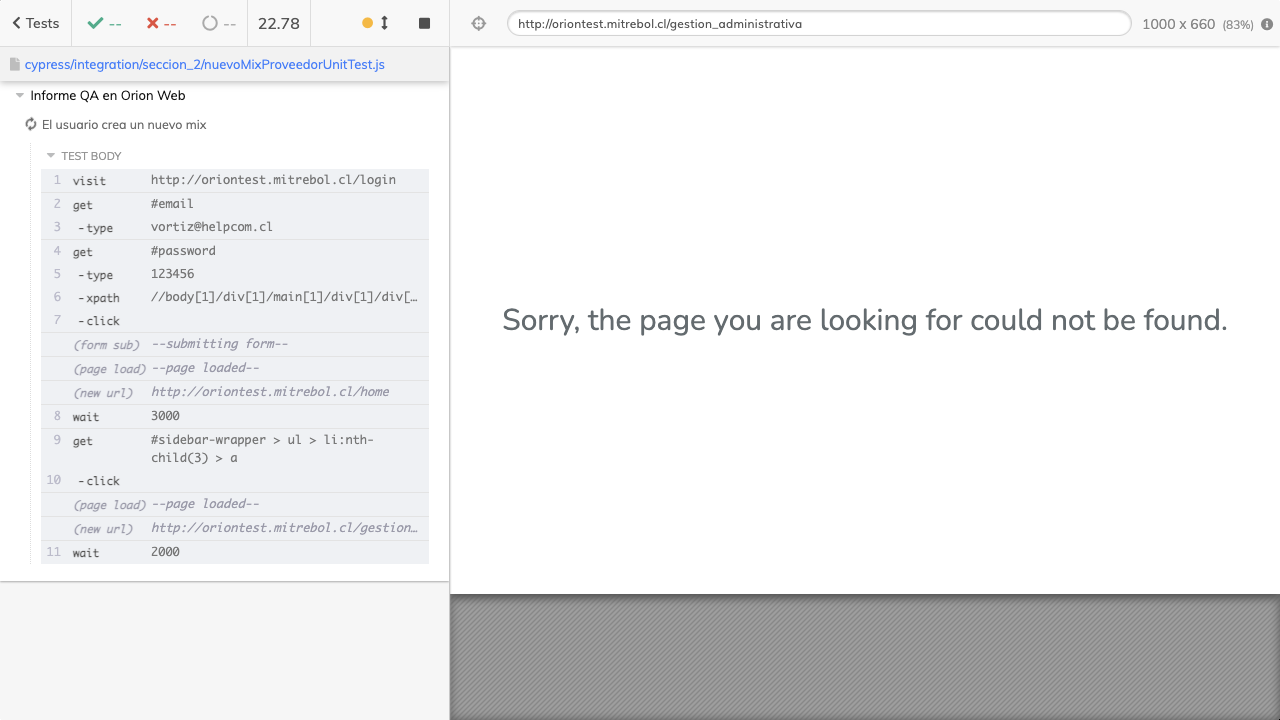 Tests
--
--
--
22.78
http://oriontest.mitrebol.cl/gestion_administrativa
1000 x 660 (83%)
cypress/integration/seccion_2/nuevoMixProveedorUnitTest.js
Informe QA en Orion Web
El usuario crea un nuevo mix
TEST BODY
1 visit http://oriontest.mitrebol.cl/login
2 get #email
3 -type vortiz@helpcom.cl
4 get #password
5 -type 123456
6 -xpath //body[1]/div[1]/main[1]/div[1]/div[…
7 -click
(form sub) --submitting form--
(page load) --page loaded--
(new url) http://oriontest.mitrebol.cl/home
8 wait 3000
9 get #sidebar-wrapper > ul > li:nth-
child(3) > a
10 -click
(page load) --page loaded--
(new url) http://oriontest.mitrebol.cl/gestion…
11 wait 2000
Sorry, the page you are looking for could not be found.